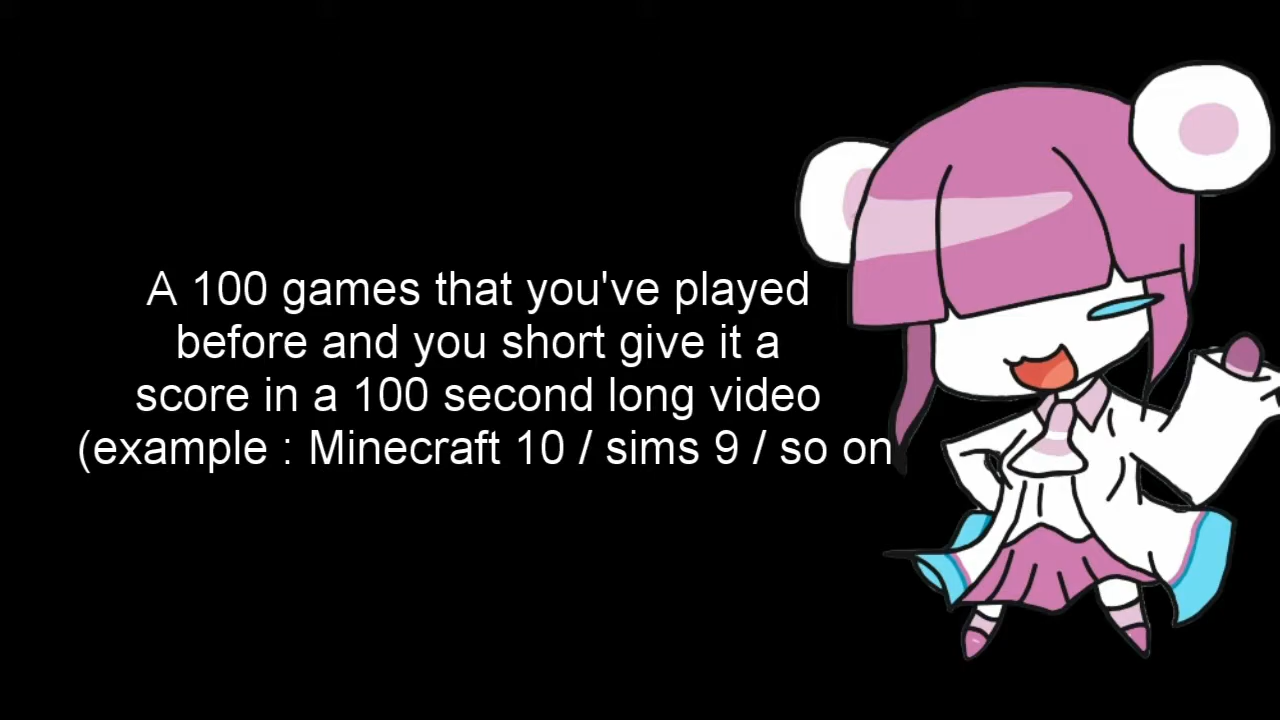 A 100 games that you've played
before and you short give it a
score in a 100 second long video
(example : Minecraft 10 / sims 9 / so on